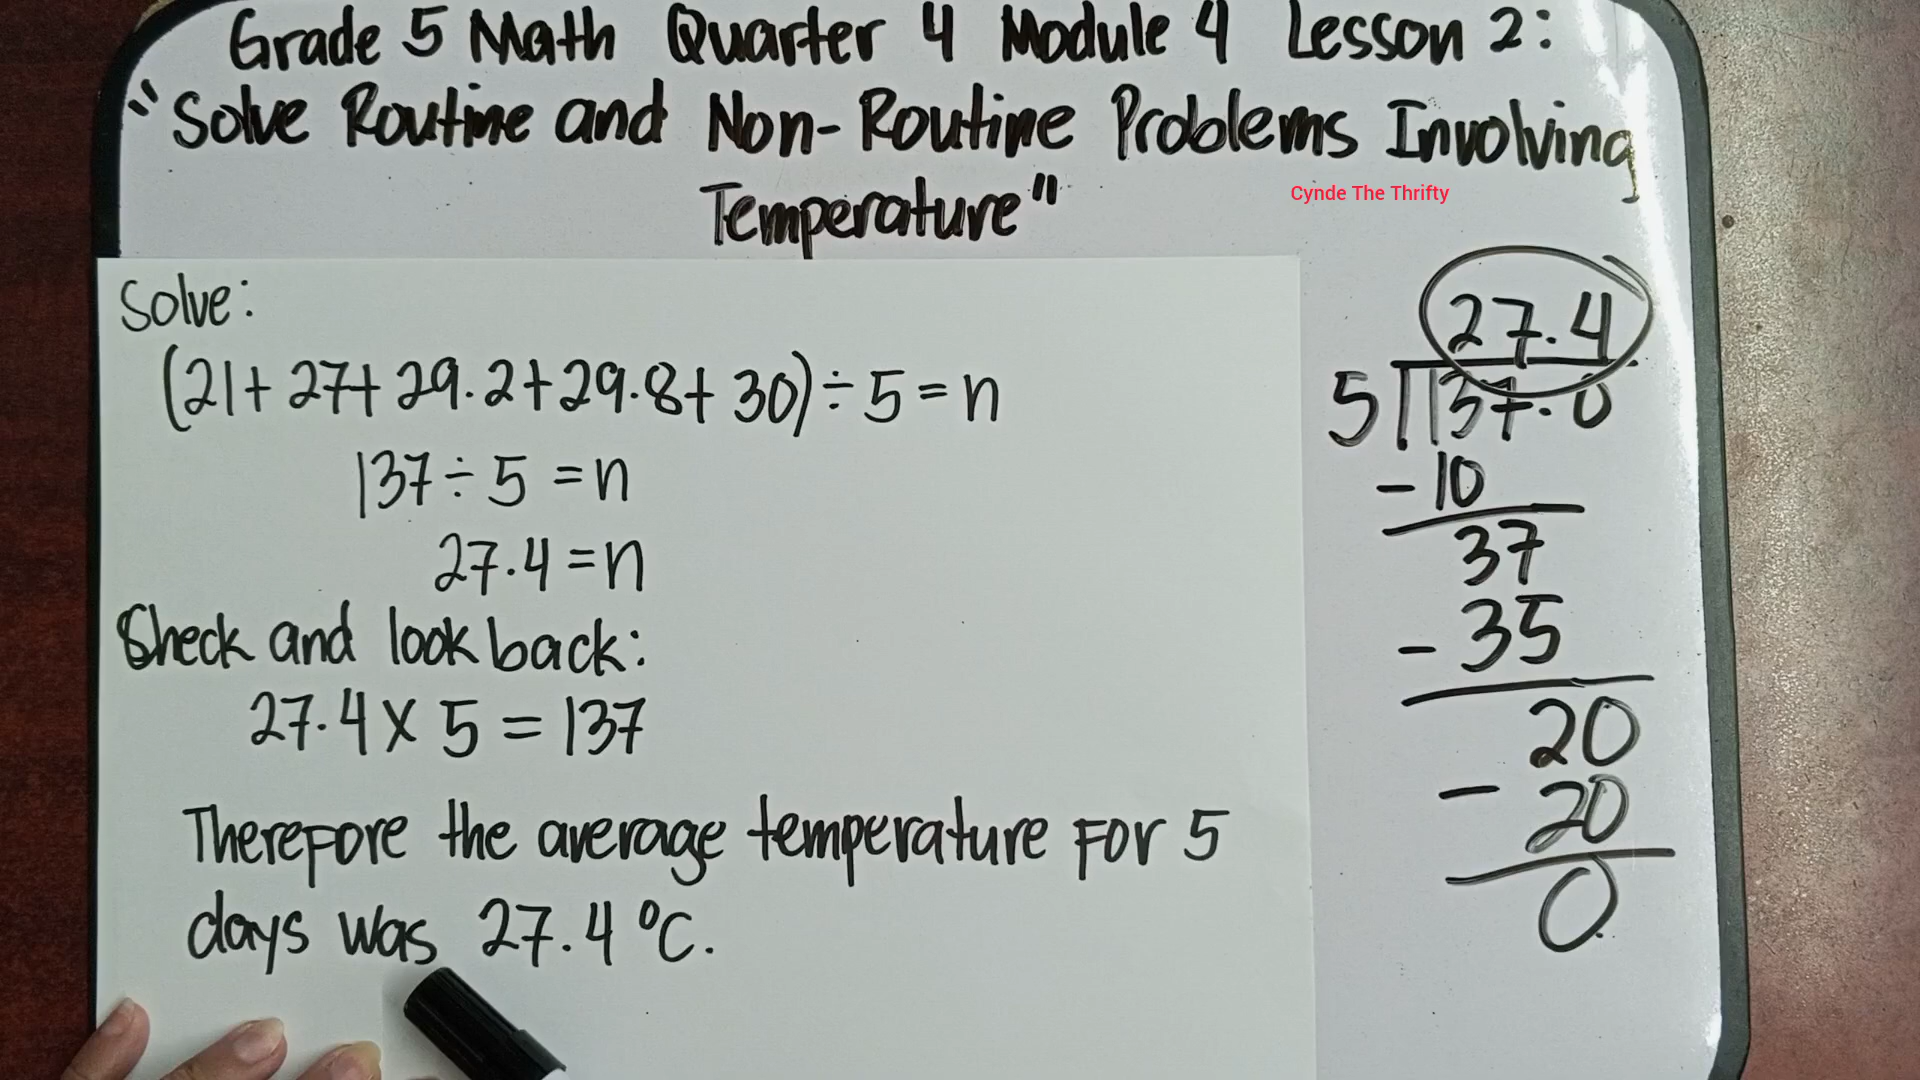 Grade 5 Math Quarter 4 Module 4 Lesson 2:
"Solve Routine and Non-Routine Problems Involving
Temperature"
Cynde The Thrifty
Solve:
(21+ 27+ 29.2+29.8+ 30) ÷ 5 = n
137 ÷ 5 = n
27.4 = n
Check and look back:
27.4 x 5 = 137
Therefore the average temperature For 5
days was 27.4 °C.
27.4
5 137.0
- 10
37
- 35
20
- 20
0